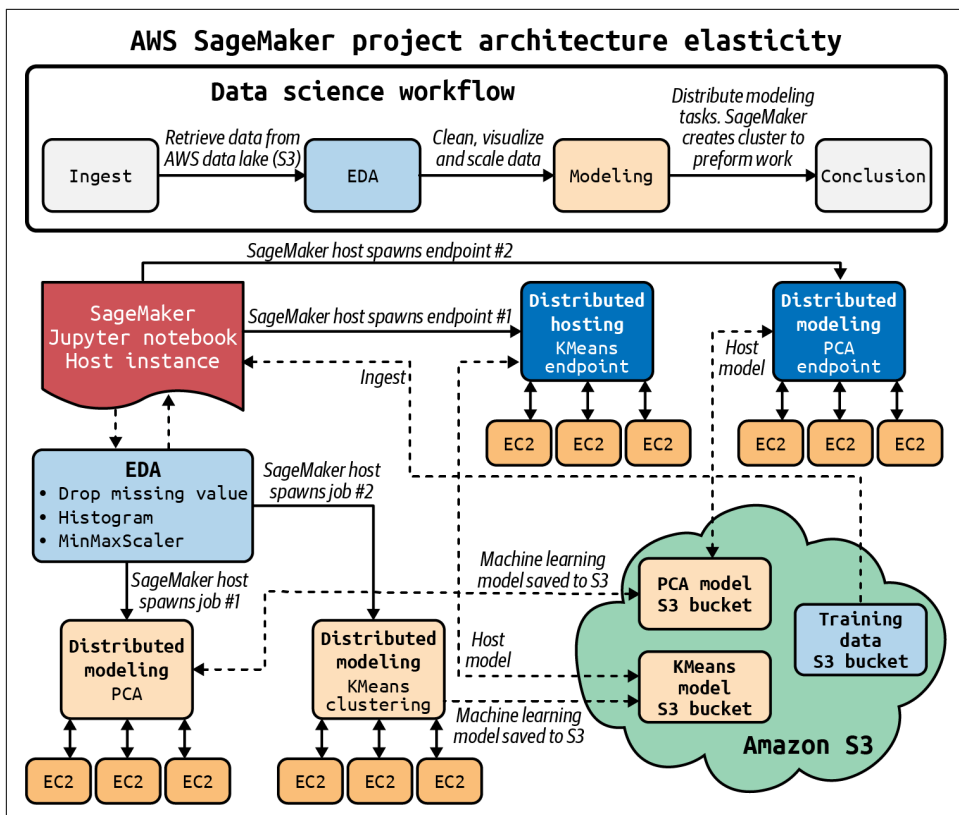 AWS SageMaker project architecture elasticity
Data science workflow
Ingest
Retrieve data from
AWS data lake (S3)
EDA
Clean, visualize
and scale data
Modeling
Distribute modeling
tasks. SageMaker
creates cluster to
preform work
Conclusion
SageMaker host spawns endpoint #2
SageMaker
Jupyter notebook
Host instance
SageMaker host spawns endpoint #1
Ingest
Distributed
hosting
KMeans
endpoint
EC2
EC2
EC2
Host
model
Distributed
modeling
PCA
endpoint
EC2
EC2
EC2
EDA
• Drop missing value
• Histogram
• MinMaxScaler
SageMaker host
spawns job #2
SageMaker host
spawns job #1
Distributed
modeling
PCA
EC2
EC2
EC2
Distributed
modeling
KMeans
clustering
EC2
EC2
EC2
Machine learning
model saved to S3
Host
model
Machine learning
model saved to S3
PCA model
S3 bucket
KMeans
model
S3 bucket
Training
data
S3 bucket
Amazon S3